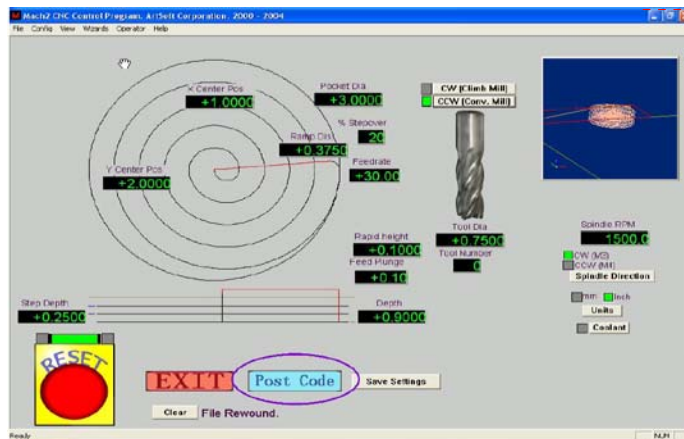 Mach2 CNC Control Program. ArtSoft Corporation. 2000 - 2004
File Config View Wizards Operator Help
X Center Pos
+1.0000
Pocket Dia
+3.0000
CW (Climb Mill)
CCW (Conv. Mill)
% Stepover
20
Ramp Dist.
+0.3750
Feedrate
+30.00
Y Center Pos
+2.0000
Tool Dia
+0.7500
Tool Number
0
Spindle RPM
1500.0
Rapid height
+0.1000
Feed Plunge
+0.10
CW (M3)
CCW (M4)
Spindle Direction
mm Inch
Units
Coolant
Step Depth
+0.2500
Depth
+0.9000
RESET
EXIT
Post Code
Save Settings
Clear File Rewound.
Ready
NUM